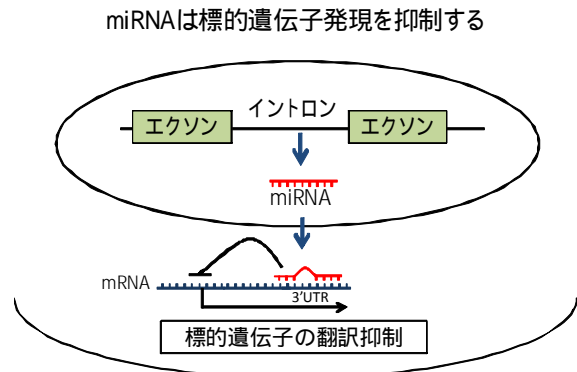 miRNAは標的遺伝子発現を抑制する
イントロン
エクソン エクソン
miRNA
mRNA
3'UTR
標的遺伝子の翻訳抑制